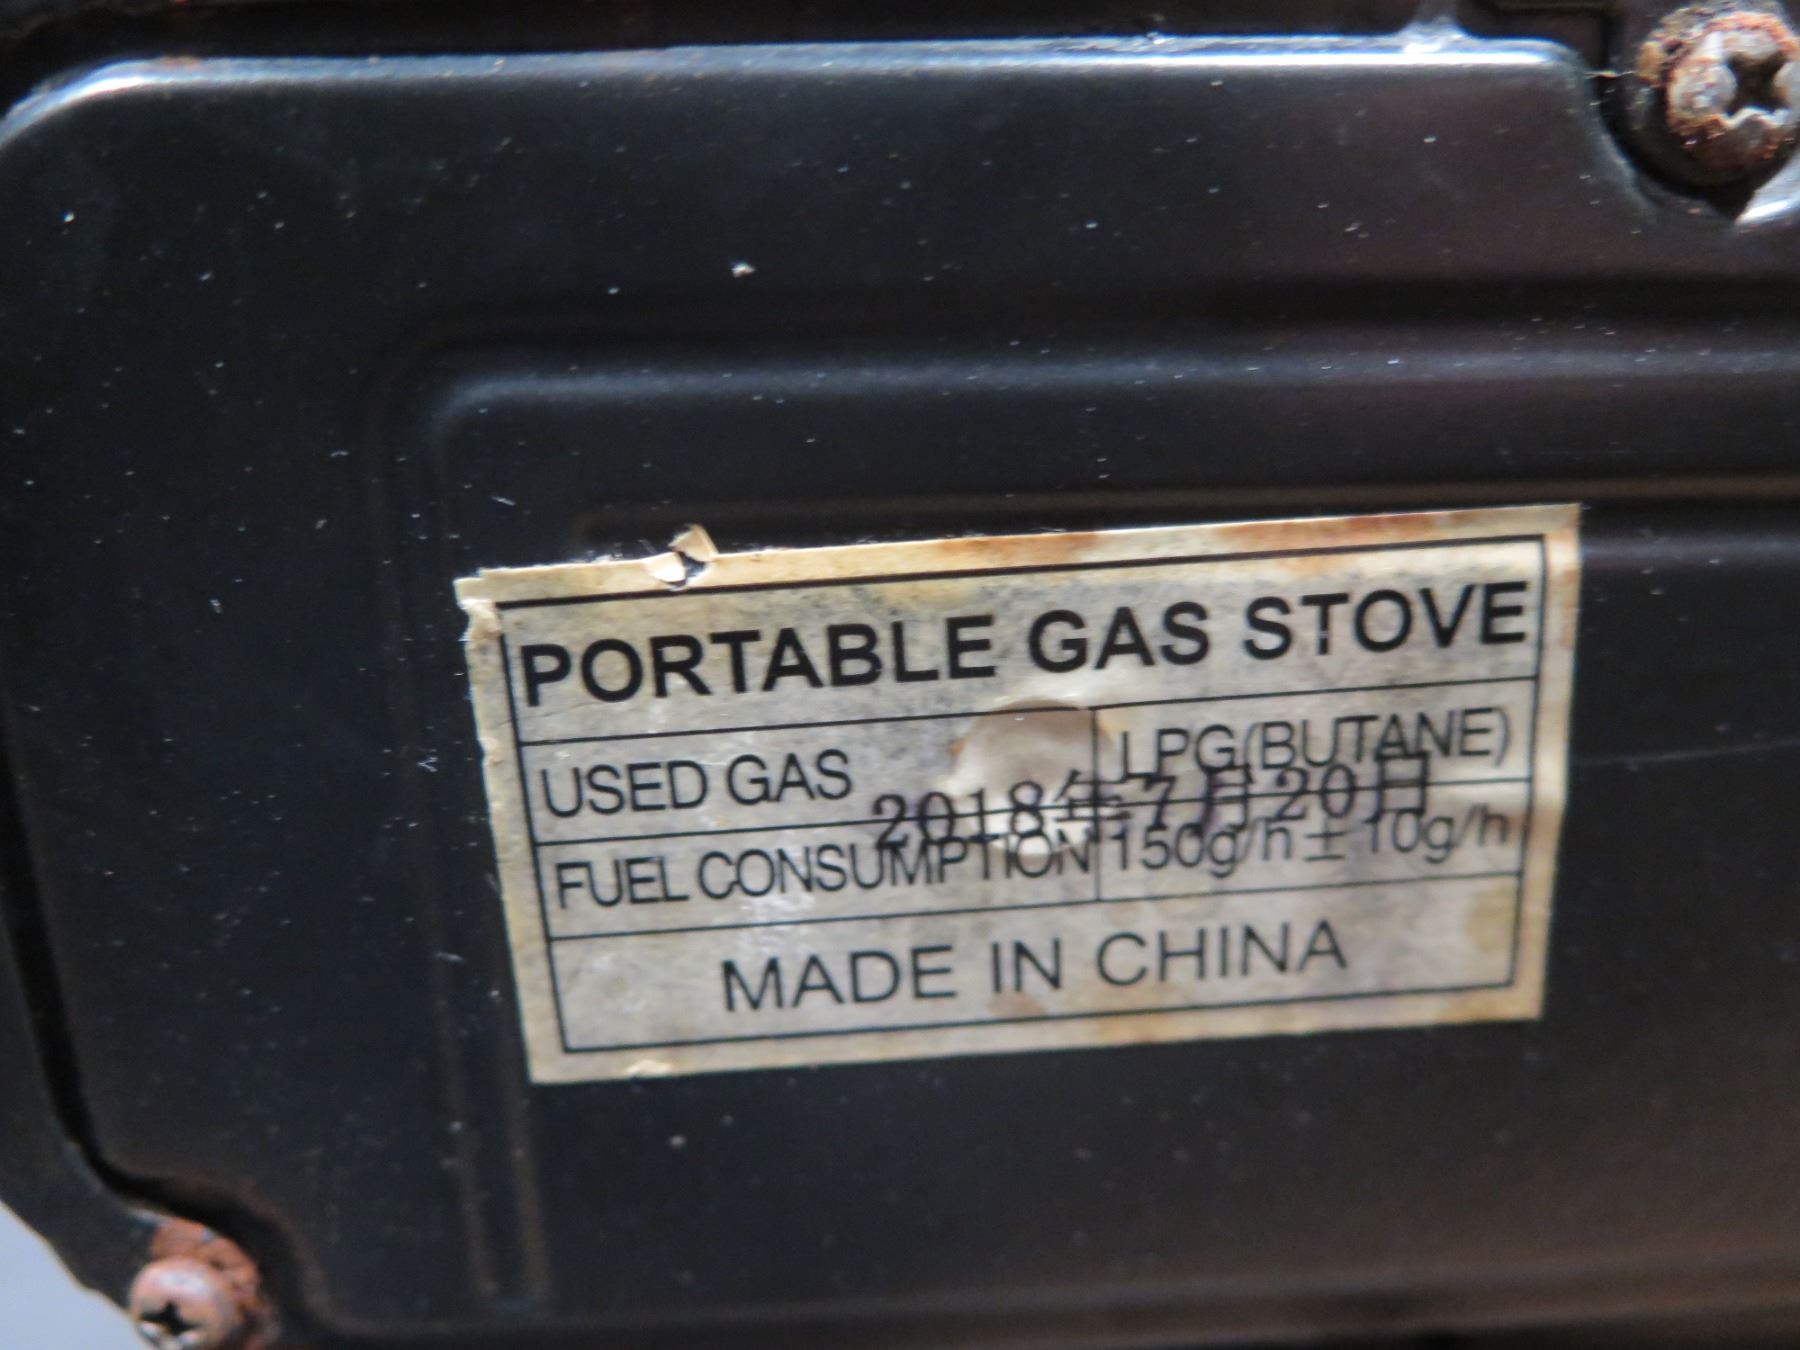 PORTABLE GAS STOVE
USED GAS LPG(BUTANE)
2018年7月20日
FUEL CONSUMPTION 150g/h ± 10g/h
MADE IN CHINA